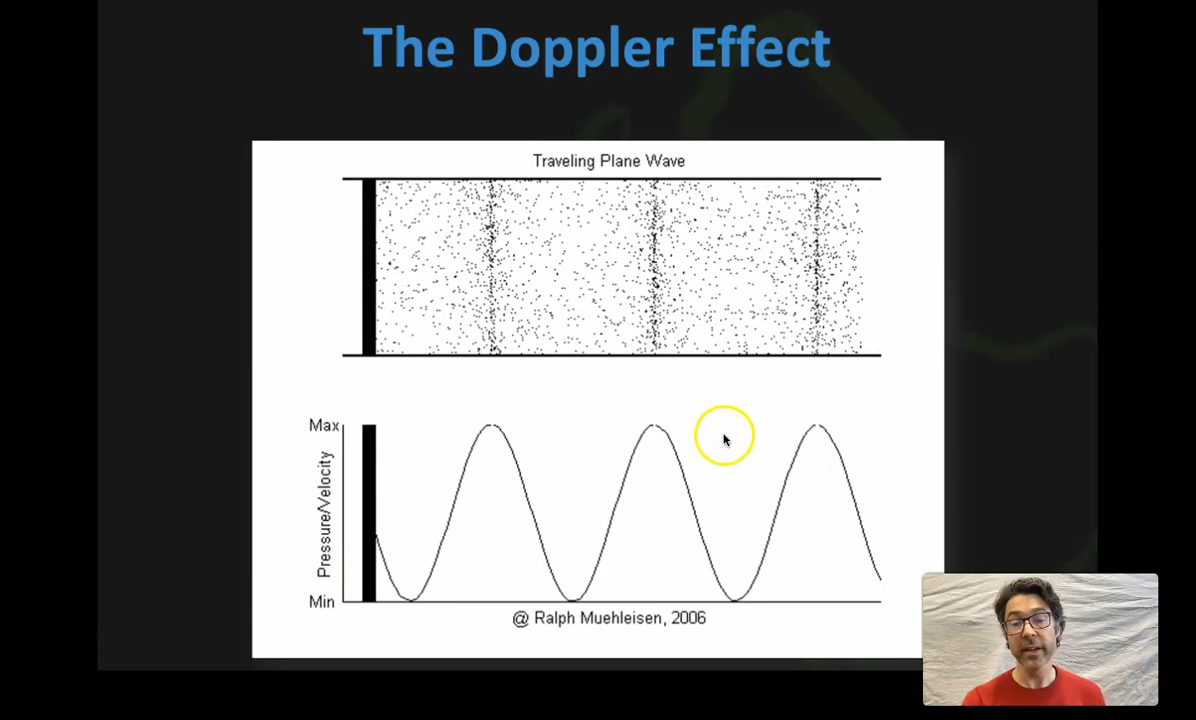 The Doppler Effect
Traveling Plane Wave
Max
Pressure/Velocity
Min
@ Ralph Muehleisen, 2006